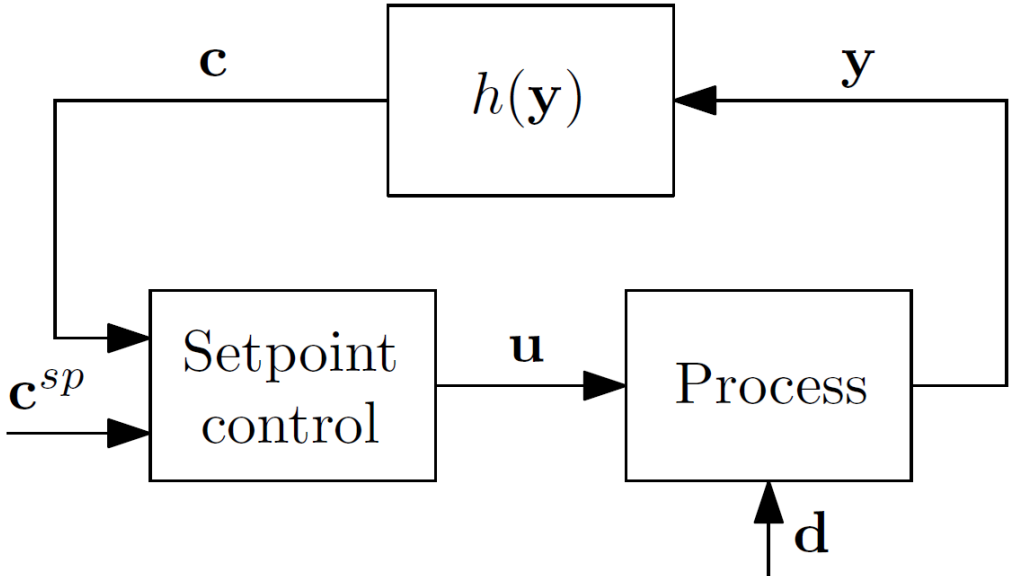 c
h(y)
y
Setpoint
control
c^{sp}
u
Process
d